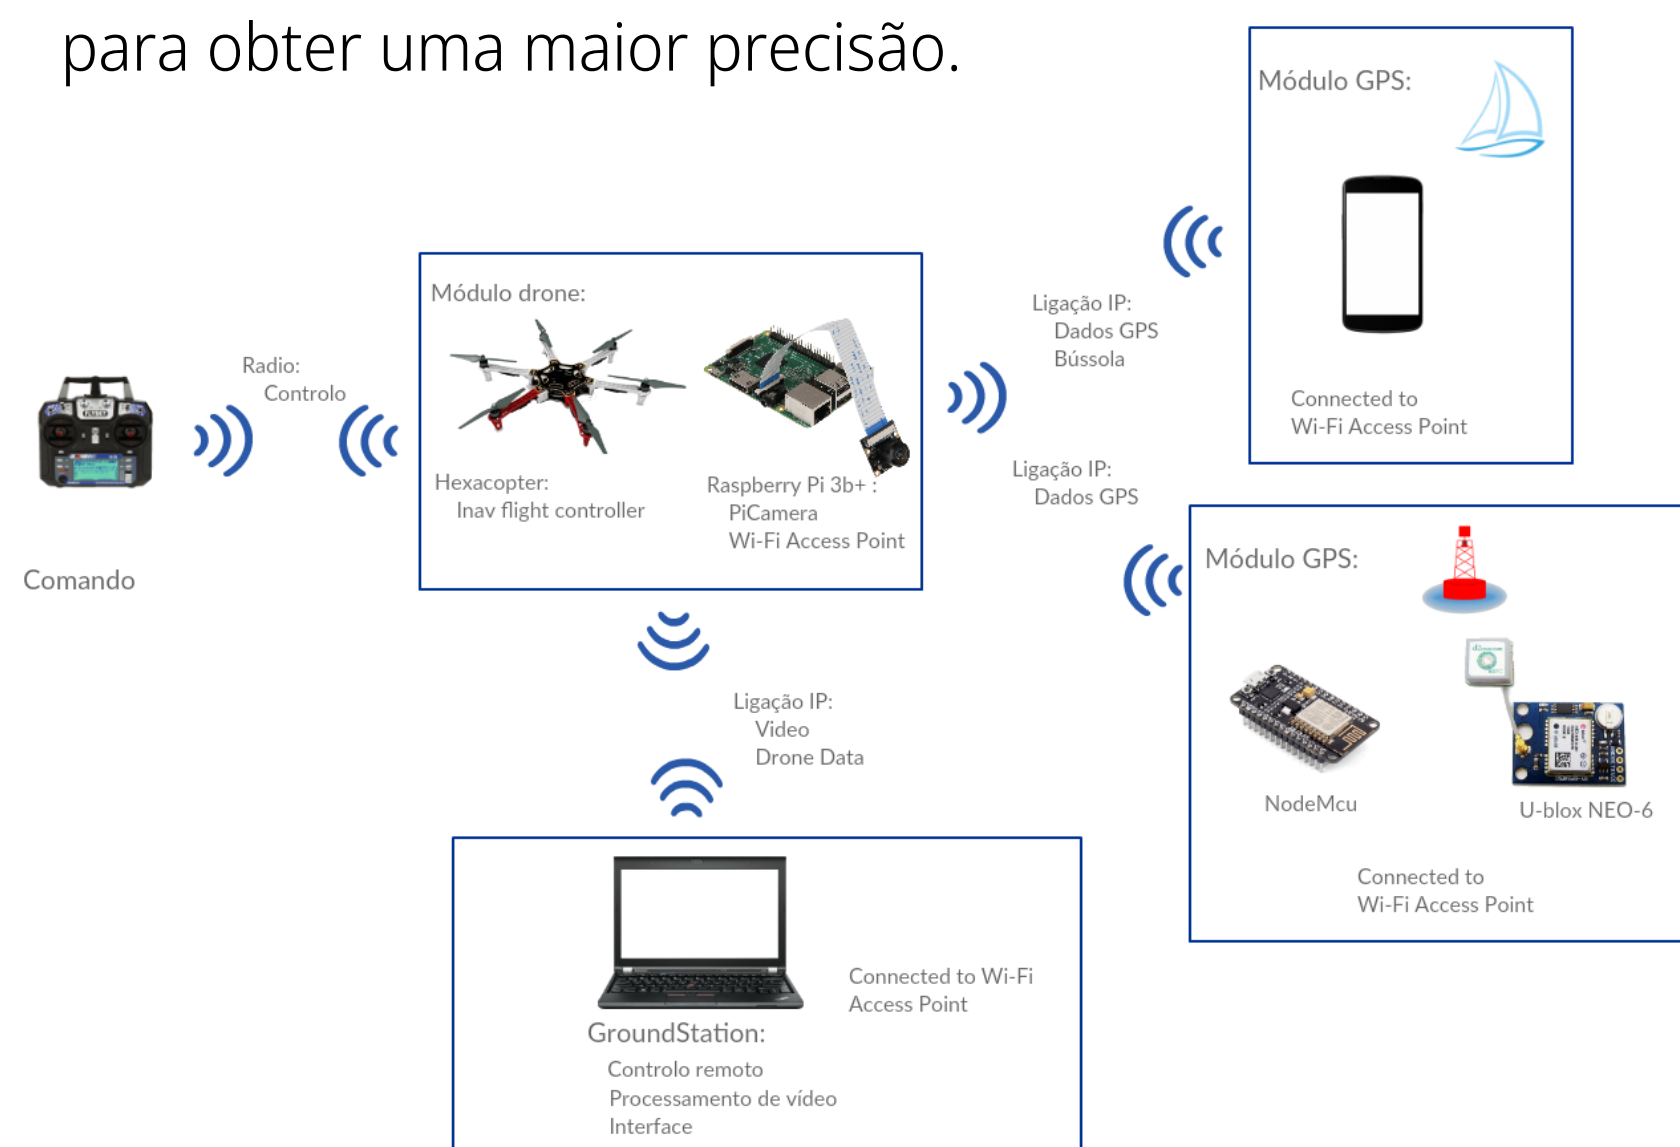 para obter uma maior precisão.
Módulo GPS:
Connected to
Wi-Fi Access Point
Ligação IP:
Dados GPS
Bússola
Módulo drone:
Hexacopter:
Inav flight controller
Raspberry Pi 3b+ :
PiCamera
Wi-Fi Access Point
Radio:
Controlo
FLYSKY
Comando
Ligação IP:
Dados GPS
Módulo GPS:
NodeMcu
U-blox NEO-6
Connected to
Wi-Fi Access Point
Ligação IP:
Video
Drone Data
Connected to Wi-Fi
Access Point
GroundStation:
Controlo remoto
Processamento de vídeo
Interface